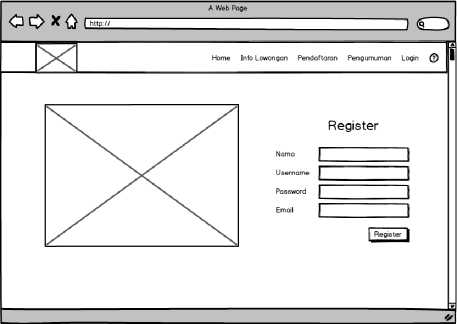 A Web Page
http://
Home Info Lowongan Pendaftaran Pengumuman Login ?
Register
Nama
Username
Password
Email
Register